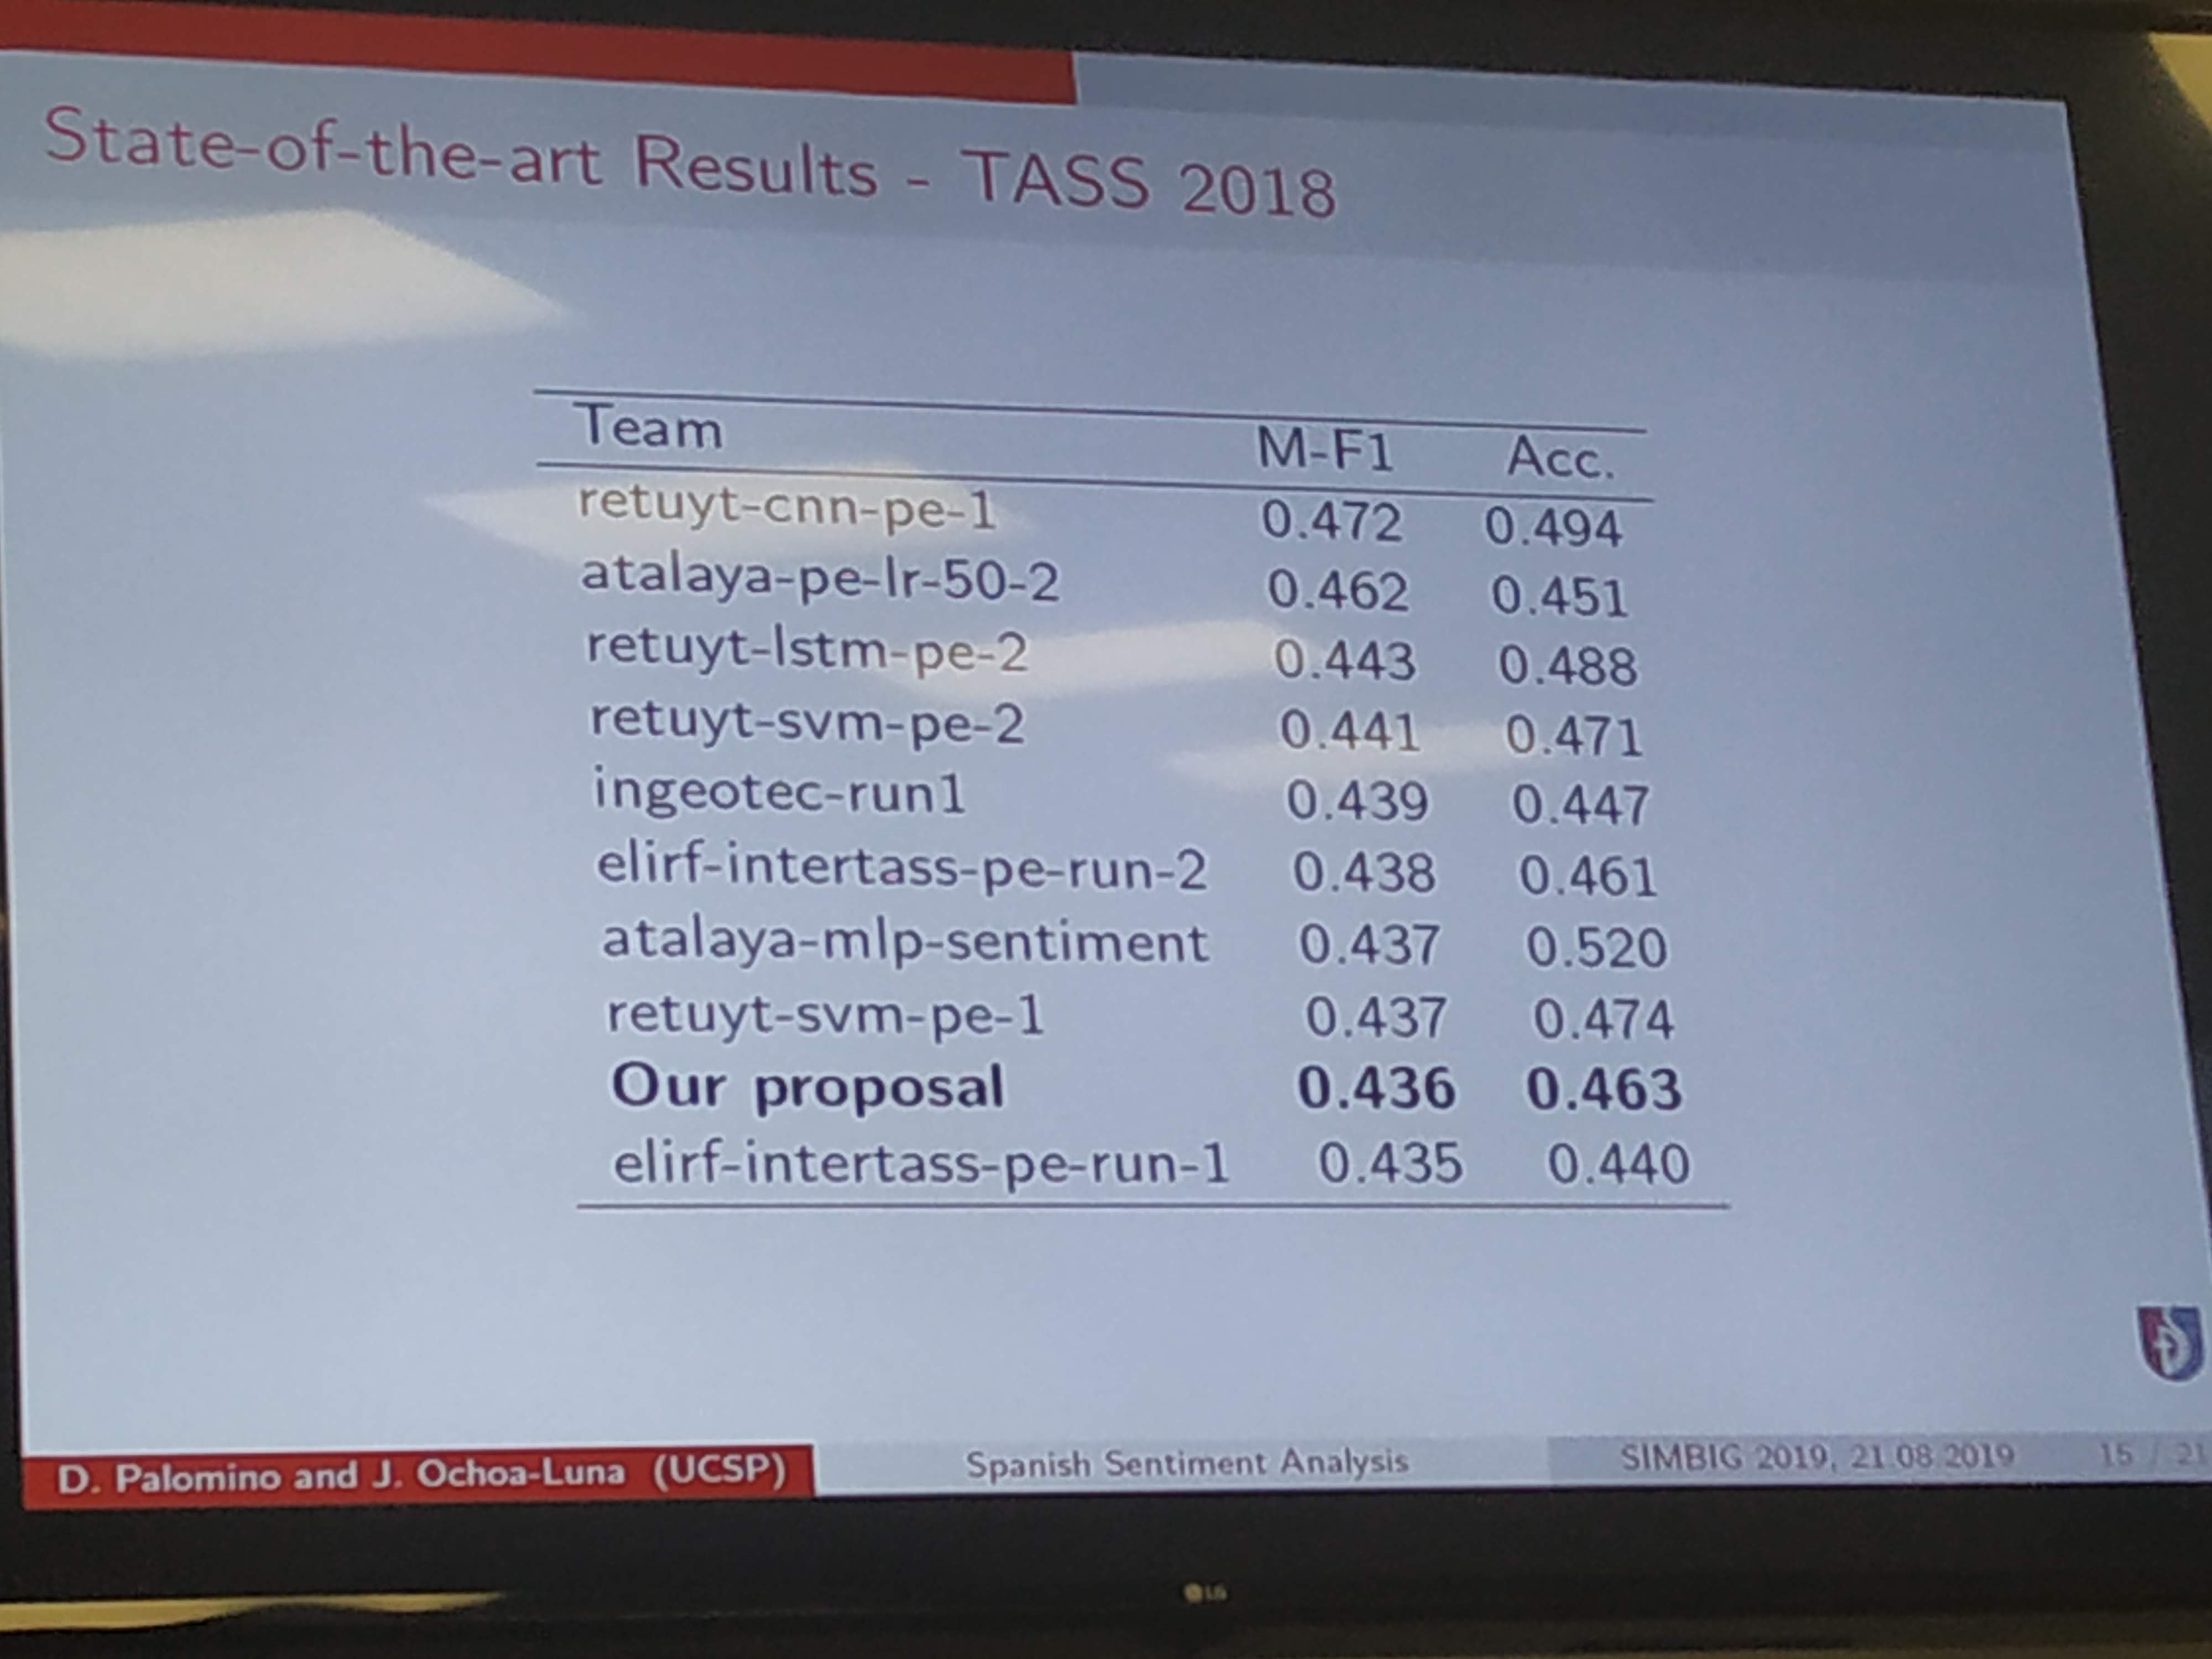 State-of-the-art Results - TASS 2018
Team M-F1 Acc.
retuyt-cnn-pe-1 0.472 0.494
atalaya-pe-lr-50-2 0.462 0.451
retuyt-lstm-pe-2 0.443 0.488
retuyt-svm-pe-2 0.441 0.471
ingeotec-run1 0.439 0.447
elirf-intertass-pe-run-2 0.438 0.461
atalaya-mlp-sentiment 0.437 0.520
retuyt-svm-pe-1 0.437 0.474
Our proposal 0.436 0.463
elirf-intertass-pe-run-1 0.435 0.440
D. Palomino and J. Ochoa-Luna (UCSP) Spanish Sentiment Analysis SIMBIG 2019, 21.08.2019 15 / 21
LG